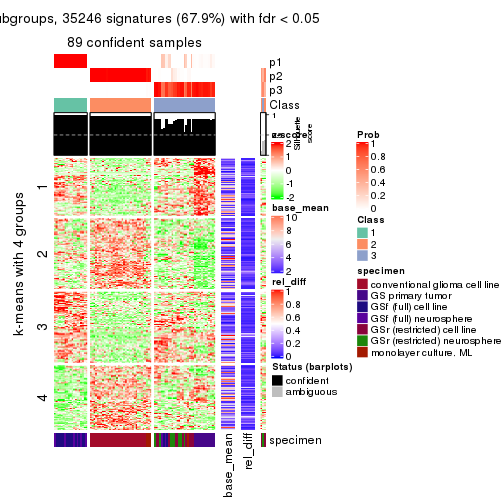 ubgroups, 35246 signatures (67.9%) with fdr < 0.05
89 confident samples
p1
p2
p3
Class
1
Silhouette
score
k-means with 4 groups
1
2
3
4
specimen
base_mean
rel_diff
z-score
2
1
0
-1
-2
base_mean
10
8
6
4
2
rel_diff
1
0.8
0.6
0.4
0.2
0
Status (barplots)
confident
ambiguous
Prob
1
0.8
0.6
0.4
0.2
0
Class
1
2
3
specimen
conventional glioma cell line
GS primary tumor
GSf (full) cell line
GSf (full) neurosphere
GSr (restricted) cell line
GSr (restricted) neurosphere
monolayer culture. ML